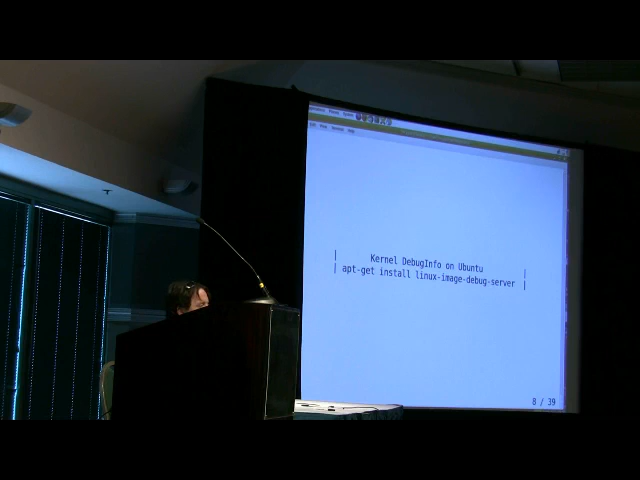 Kernel DebugInfo on Ubuntu
apt-get install linux-image-debug-server
8 / 39